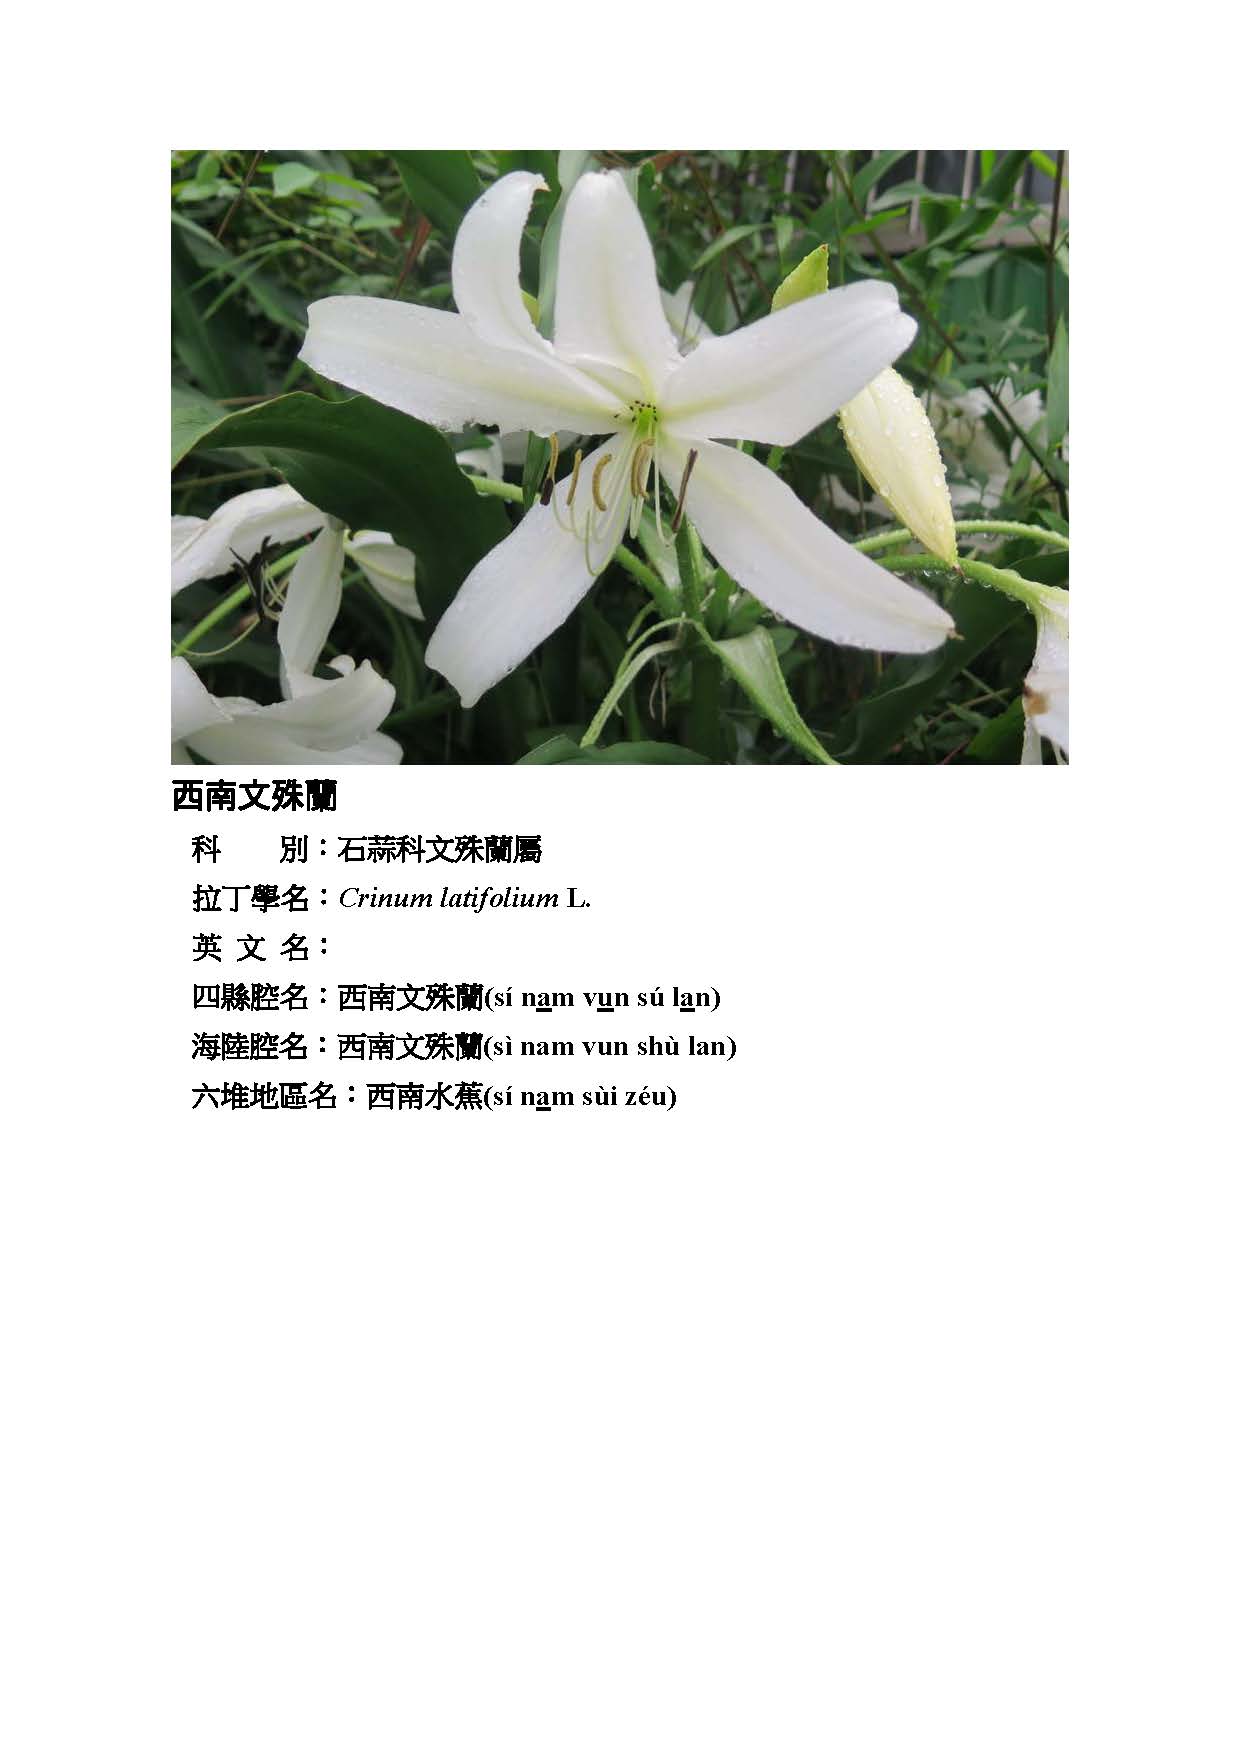 西南文殊蘭
科　　別：石蒜科文殊蘭屬
拉丁學名：Crinum latifolium L.
英 文 名：
四縣腔名：西南文殊蘭(sí na̲m vu̲n sú la̲n)
海陸腔名：西南文殊蘭(sì nam vun shù lan)
六堆地區名：西南水蕉(sí na̲m sùi zéu)